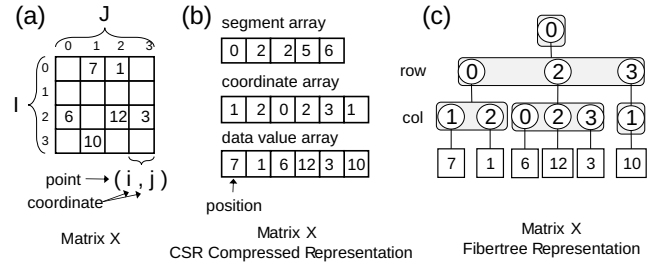 (a)
J
0 1 2 3
I
0 7 1
1
2 6 12 3
3 10
point (i , j)
coordinate
Matrix X
(b)
segment array
0 2 2 5 6
coordinate array
1 2 0 2 3 1
data value array
7 1 6 12 3 10
position
Matrix X
CSR Compressed Representation
(c)
0
row 0 2 3
col 1 2 0 2 3 1
7 1 6 12 3 10
Matrix X
Fibertree Representation